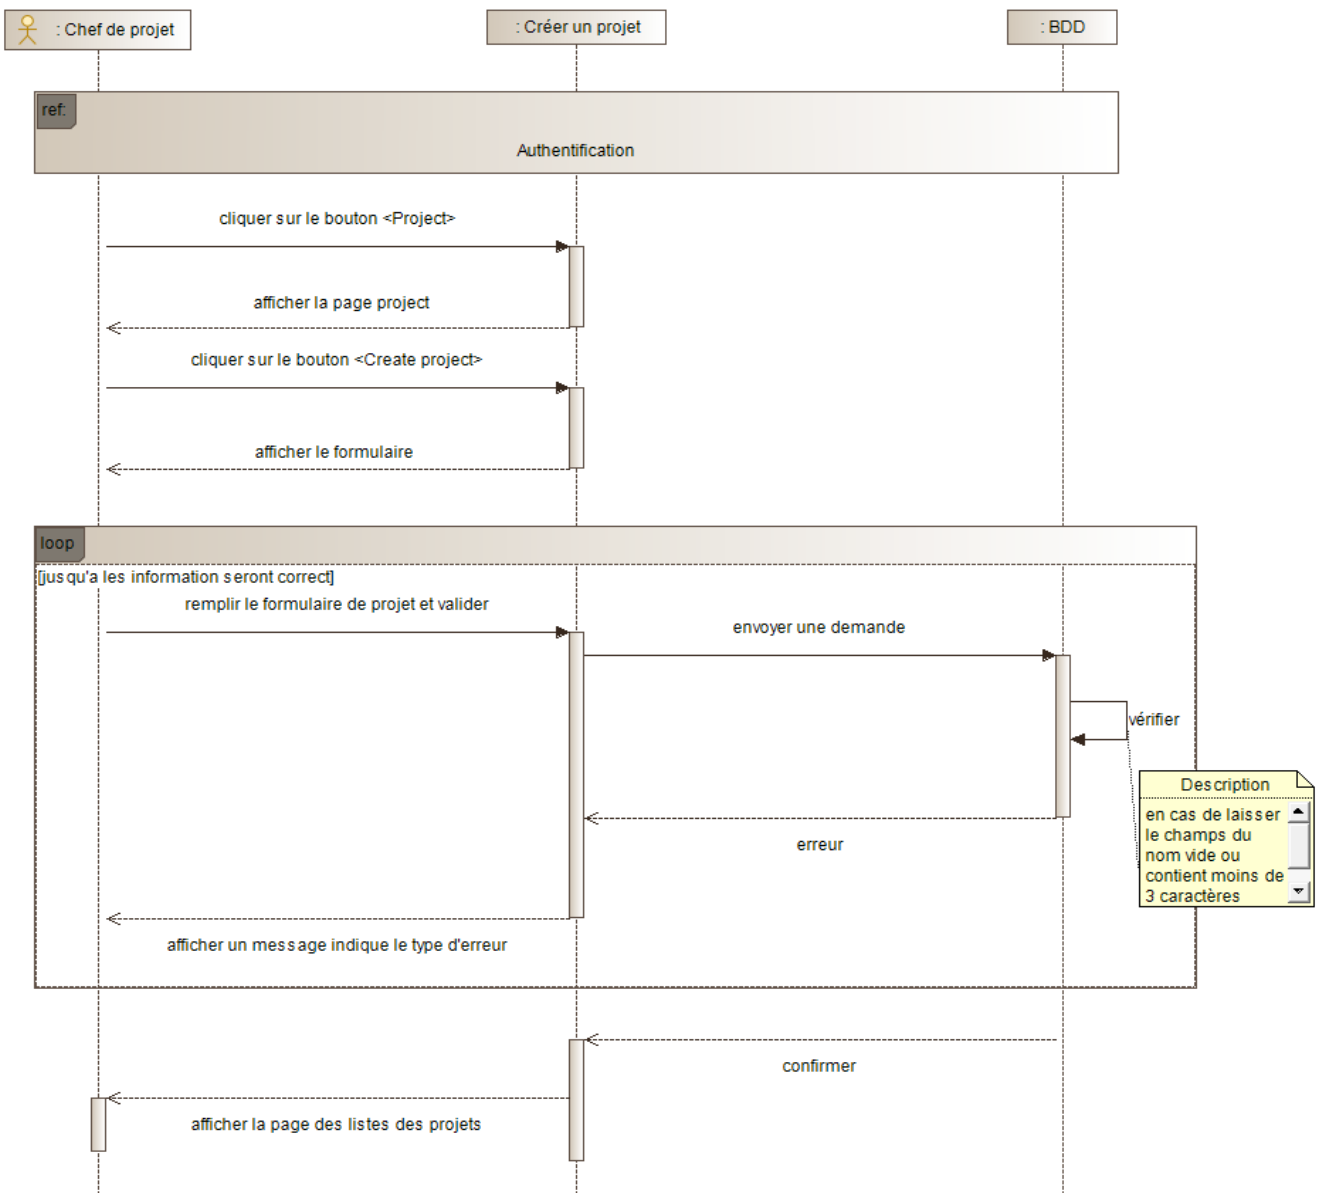 : Chef de projet
: Créer un projet
: BDD
ref:
Authentification
cliquer sur le bouton <Project>
afficher la page project
cliquer sur le bouton <Create project>
afficher le formulaire
loop
[jusqu'a les information seront correct]
remplir le formulaire de projet et valider
envoyer une demande
vérifier
Description
en cas de laisser
le champs du
nom vide ou
contient moins de
3 caractères
erreur
afficher un message indique le type d'erreur
confirmer
afficher la page des listes des projets